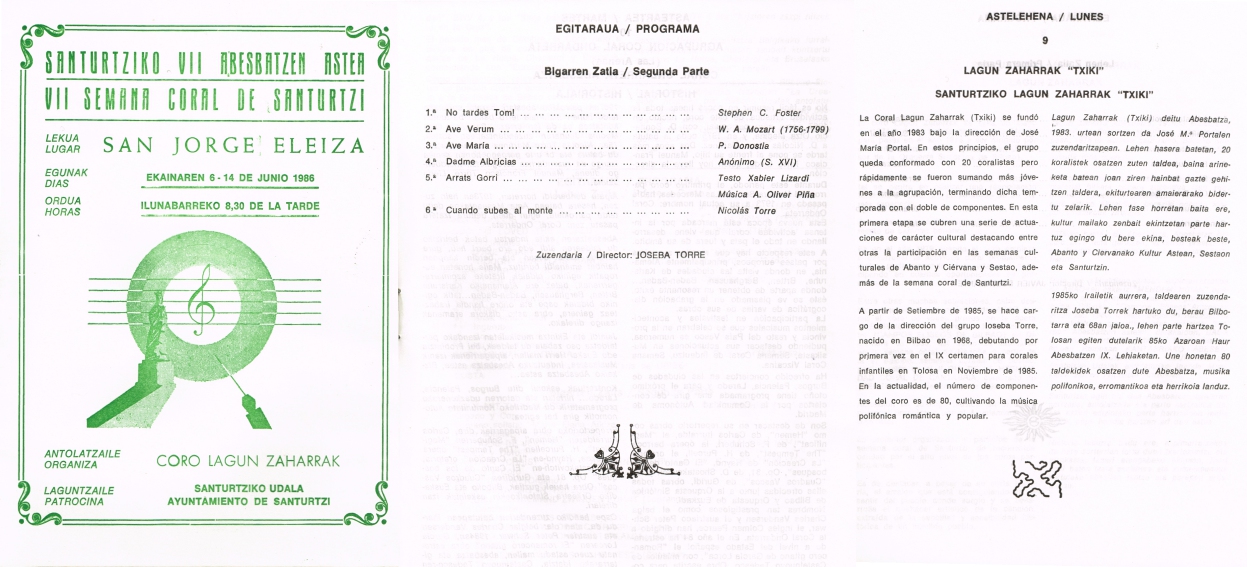 SANTURTZIKO VII ABESBATZEN ASTEA
VII SEMANA CORAL DE SANTURTZI
LEKUA
LUGAR
SAN JORGE ELEIZA
EGUNAK
DIAS
EKAINAREN 6 - 14 DE JUNIO 1986
ORDUA
HORAS
ILUNABARREKO 8,30 DE LA TARDE
ANTOLATZAILE
ORGANIZA
CORO LAGUN ZAHARRAK
LAGUNTZAILE
PATROCINA
SANTURTZIKO UDALA
AYUNTAMIENTO DE SANTURTZI
EGITARAUA / PROGRAMA
Bigarren Zatia / Segunda Parte
1.ª No tardes Tom! ... Stephen C. Foster
2.ª Ave Verum ... W. A. Mozart (1756-1799)
3.ª Ave María ... P. Donostia
4.ª Dadme Albricias ... Anónimo (S. XVI)
5.ª Arrats Gorri ... Testo Xabier Lizardi
Música A. Oliver Piña
6 ª Cuando subes al monte ... Nicolás Torre
Zuzendaria / Director: JOSEBA TORRE
ASTELEHENA / LUNES
9
LAGUN ZAHARRAK "TXIKI"
SANTURTZIKO LAGUN ZAHARRAK "TXIKI"
La Coral Lagun Zaharrak (Txiki) se fundó
en el año 1983 bajo la dirección de José
María Portal. En estos principios, el grupo
queda conformado con 20 coralistas pero
rápidamente se fueron sumando más jóve-
nes a la agrupación, terminando dicha tem-
porada con el doble de componentes. En esta
primera etapa se cubren una serie de actua-
ciones de carácter cultural destacando entre
otras la participación en las semanas cul-
turales de Abanto y Ciérvana y Sestao, ade-
más de la semana coral de Santurtzi.
A partir de Setiembre de 1985, se hace car-
go de la dirección del grupo Ioseba Torre,
nacido en Bilbao en 1968, debutando por
primera vez en el IX certamen para corales
infantiles en Tolosa en Noviembre de 1985.
En la actualidad, el número de componen-
tes del coro es de 80, cultivando la música
polifónica romántica y popular.
Lagun Zaharrak (Txiki) deitu Abesbatza,
1983. urtean sortzen da José M.ª Portalen
zuzendaritzapean. Lehen hasera batetan, 20
koralistek osatzen zuten taldea, baina arine-
keta batean joan ziren hainbat gazte gehi-
tzen taldera, ekiturtearen amaierarako bider-
tu zelarik. Lehen fase horretan baita ere,
kultur mailako zenbait ekintzetan parte har-
tuz egingo du bere ekina, besteak beste,
Abanto y Ciervanako Kultur Astean, Sestaon
eta Santurtzin.
1985ko Irailetik aurrera, taldearen zuzenda-
ritza Joseba Torrek hartuko du, berau Bilbo-
tarra eta 68an jaioa., lehen parte hartzea To-
losan egiten dutelarik 85ko Azaroan Haur
Abesbatzen IX. Lehiaketan. Une honetan 80
taldekidek osatzen dute Abesbatza, musika
polifonikoa, erromantikoa eta herrikoia landuz.